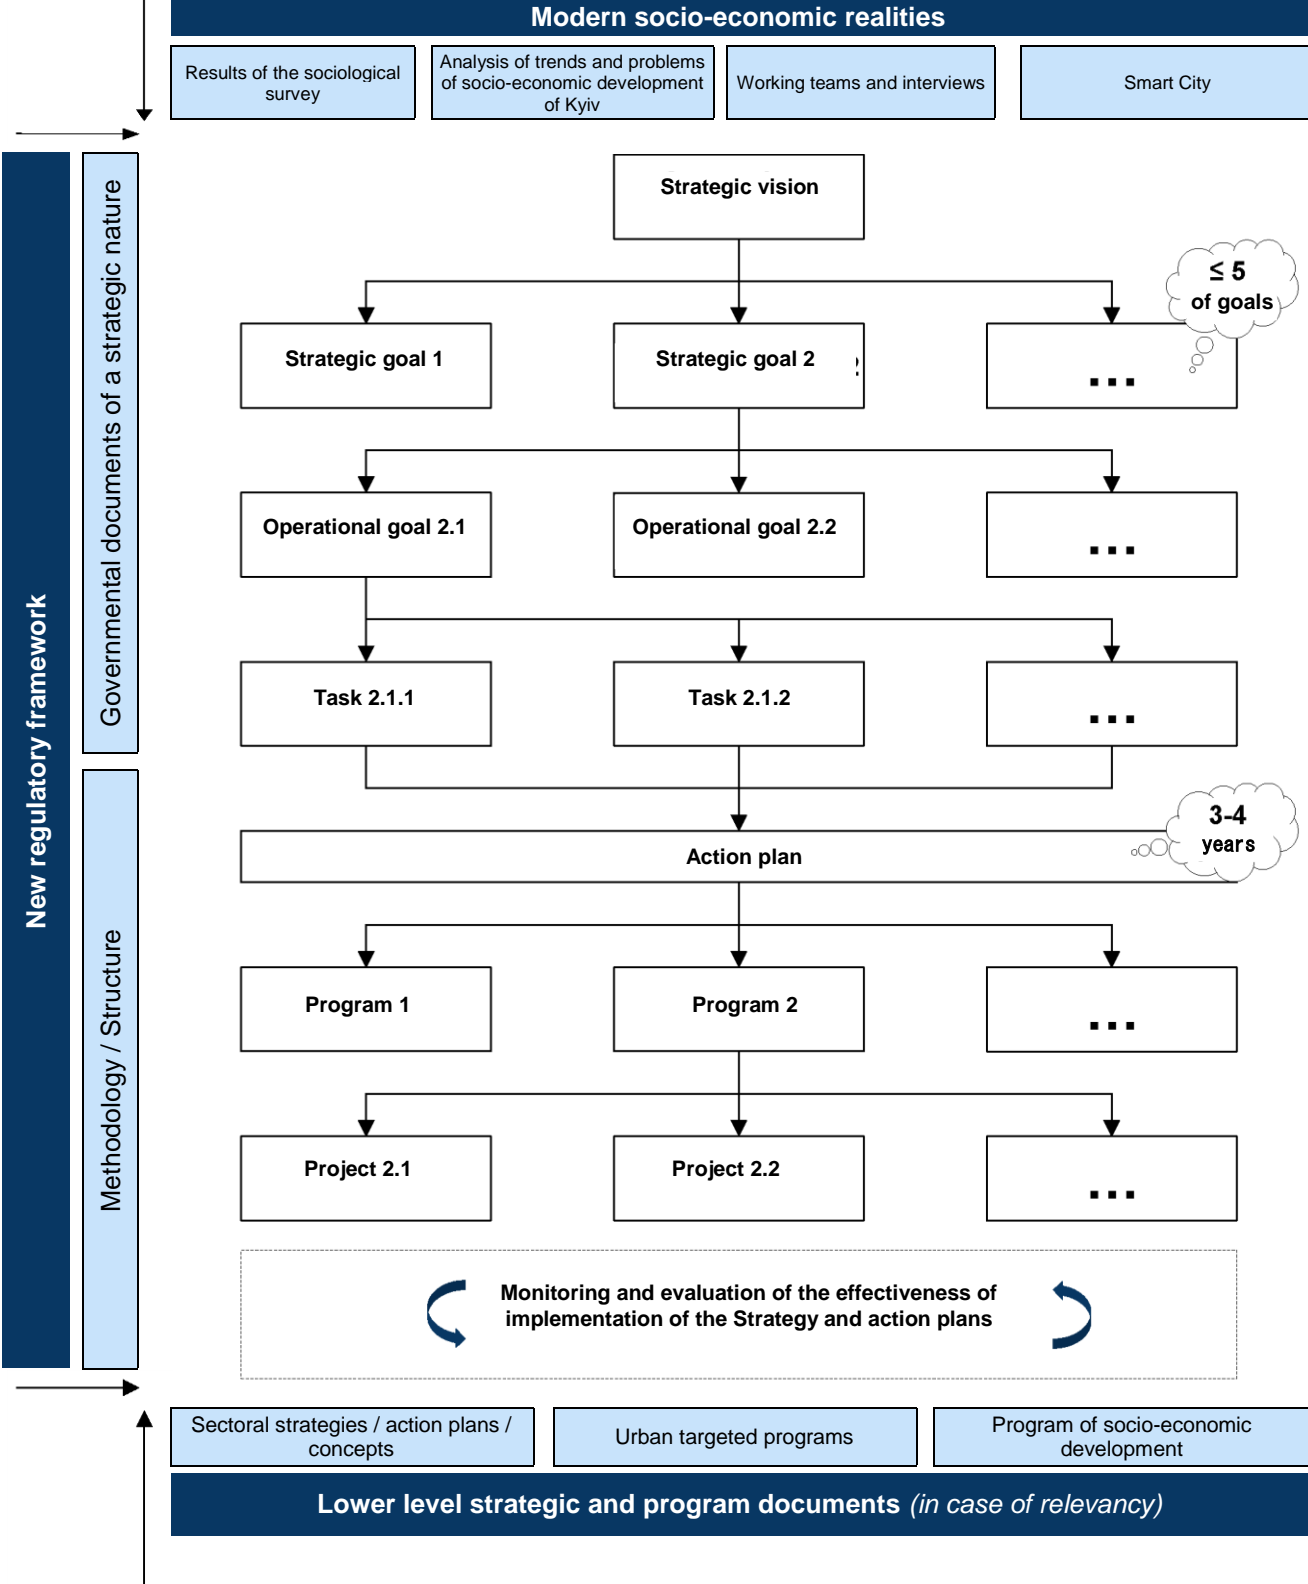 Modern socio-economic realities
Results of the sociological
survey
Analysis of trends and problems
of socio-economic development
of Kyiv
Working teams and interviews
Smart City
New regulatory framework
Governmental documents of a strategic nature
Methodology / Structure
Strategic vision
≤ 5
of goals
Strategic goal 1
Strategic goal 2
...
Operational goal 2.1
Operational goal 2.2
...
Task 2.1.1
Task 2.1.2
...
3-4
years
Action plan
Program 1
Program 2
...
Project 2.1
Project 2.2
...
Monitoring and evaluation of the effectiveness of
implementation of the Strategy and action plans
Sectoral strategies / action plans /
concepts
Urban targeted programs
Program of socio-economic
development
Lower level strategic and program documents (in case of relevancy)